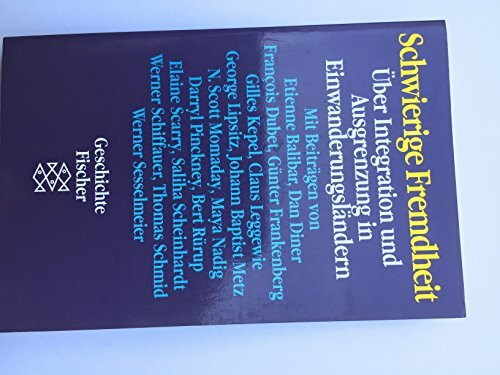 Schwierige Fremdheit
Über Integration und
Ausgrenzung in
Einwanderungsländern
Mit Beiträgen von
Etienne Balibar, Dan Diner
François Dubet, Günter Frankenberg
Gilles Kepel, Claus Leggewie
George Lipsitz, Johann Baptist Metz
N. Scott Momaday, Maya Nadig
Darryl Pinckney, Bert Rürup
Elaine Scarry, Saliha Scheinhardt
Werner Schiffauer, Thomas Schmid
Werner Sesselmeier
Geschichte
Fischer